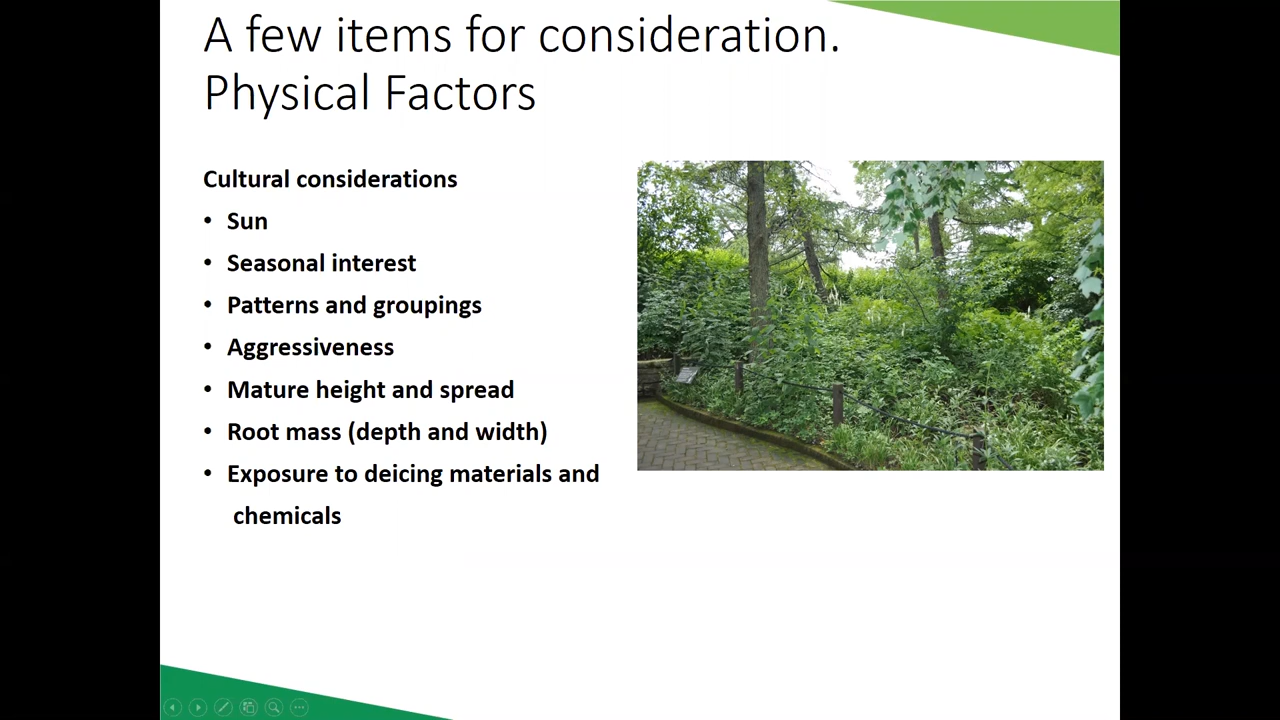 A few items for consideration.
Physical Factors
Cultural considerations
• Sun
• Seasonal interest
• Patterns and groupings
• Aggressiveness
• Mature height and spread
• Root mass (depth and width)
• Exposure to deicing materials and
chemicals